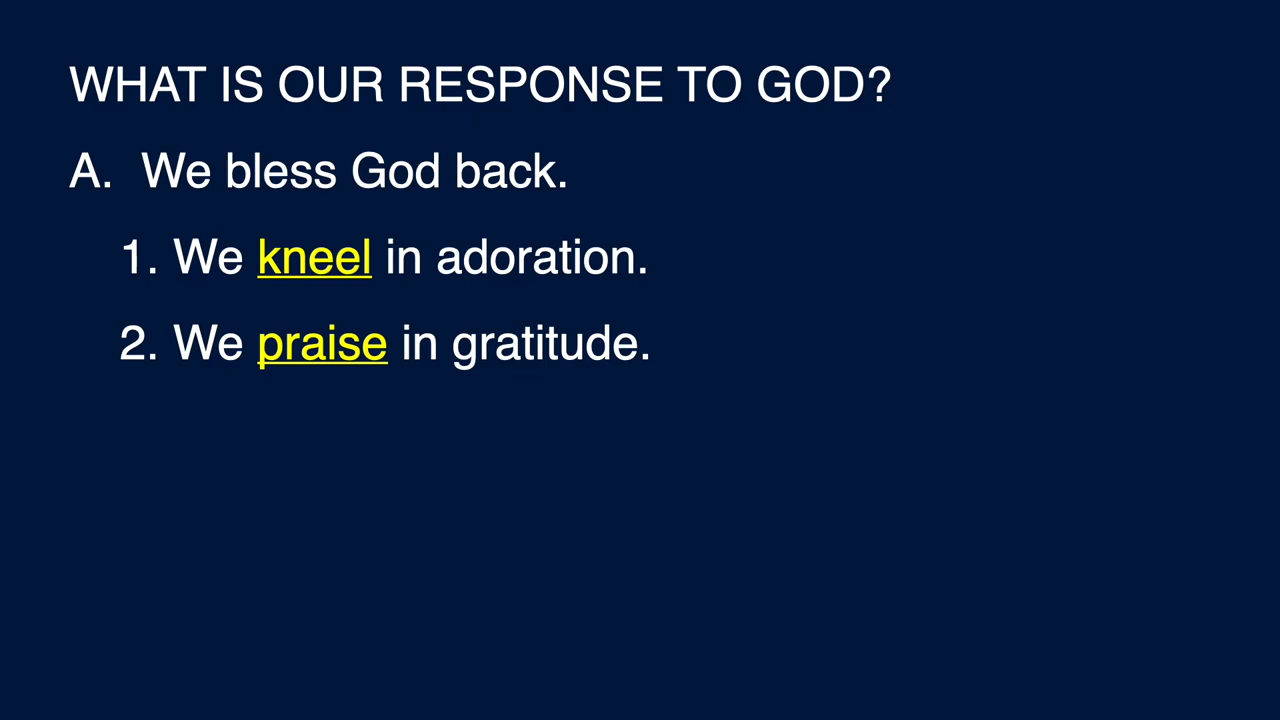 WHAT IS OUR RESPONSE TO GOD?
A. We bless God back.
1. We kneel in adoration.
2. We praise in gratitude.